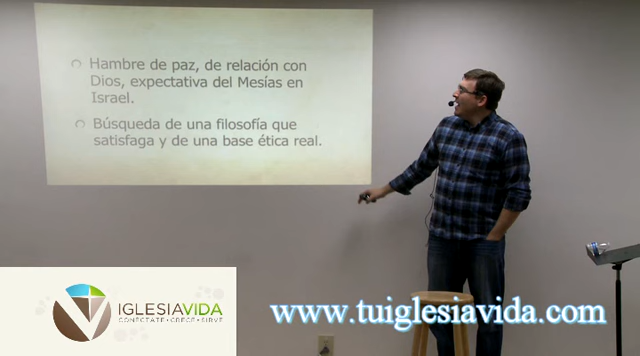 Hambre de paz, de relación con
Dios, expectativa del Mesías en
Israel.
Búsqueda de una filosofía que
satisfaga y de una base ética real.
IGLESIAVIDA
CONECTATE • CRECE • SIRVE
www.tuiglesiavida.com